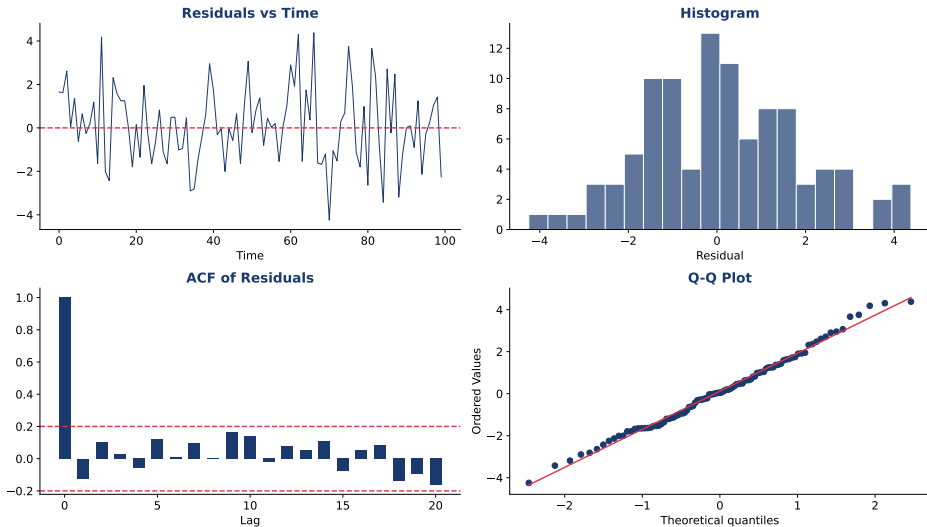 Residuals vs Time
4
2
0
−2
−4
0 20 40 60 80 100
Time
Histogram
12
10
8
6
4
2
0
−4 −2 0 2 4
Residual
ACF of Residuals
1.0
0.8
0.6
0.4
0.2
0.0
−0.2
0 5 10 15 20
Lag
Q-Q Plot
Ordered Values
4
2
0
−2
−4
−2 −1 0 1 2
Theoretical quantiles